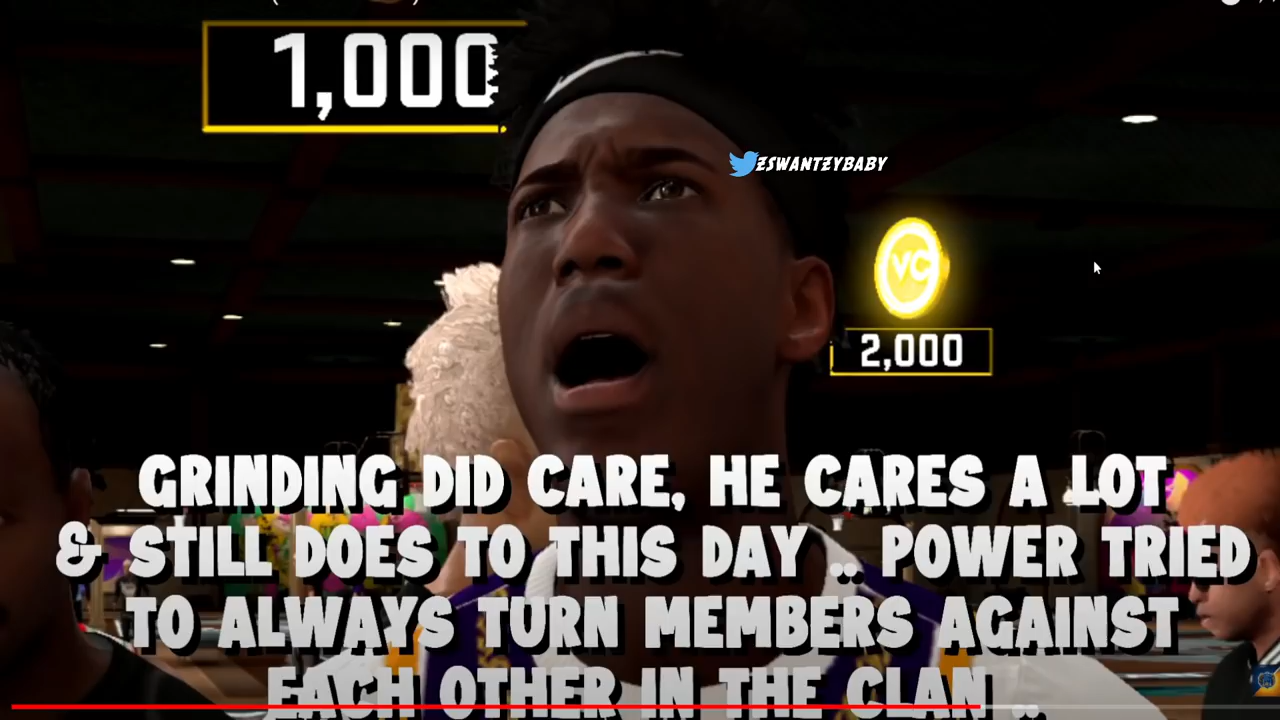 1,000
ZSWANTZYBABY
VC
2,000
GRINDING DID CARE, HE CARES A LOT
& STILL DOES TO THIS DAY .. POWER TRIED
TO ALWAYS TURN MEMBERS AGAINST
EACH OTHER IN THE CLAN ..